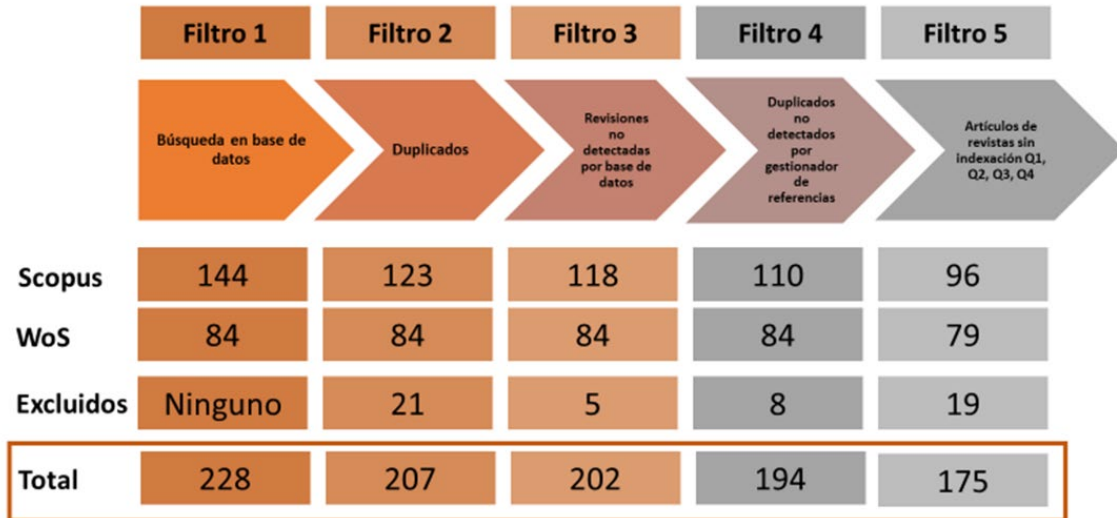 Filtro 1 Filtro 2 Filtro 3 Filtro 4 Filtro 5
Búsqueda en base de
datos
Duplicados
Revisiones
no
detectadas
por base de
datos
Duplicados
no
detectados
por
gestionador
de
referencias
Artículos de
revistas sin
indexación Q1,
Q2, Q3, Q4
Scopus 144 123 118 110 96
WoS 84 84 84 84 79
Excluidos Ninguno 21 5 8 19
Total 228 207 202 194 175